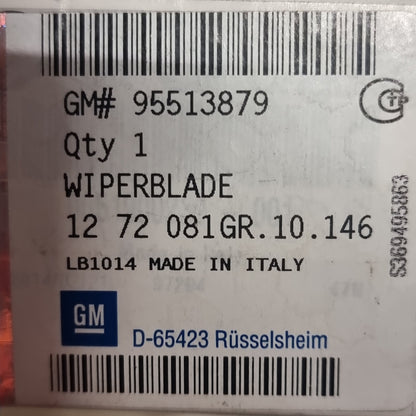 GM# 95513879
Qty 1
WIPERBLADE
12 72 081GR.10.146
LB1014 MADE IN ITALY
GM
D-65423 Rüsselsheim
S369495863